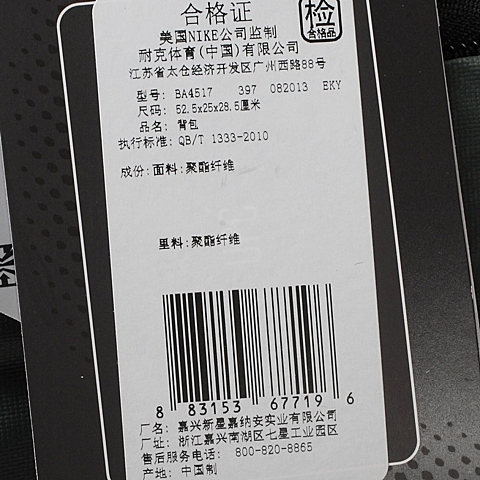 合格证
检
合格品
美国NIKE公司监制
耐克体育(中国)有限公司
江苏省太仓经济开发区广州西路88号
型号: BA4517 397 082013 EKY
尺码: 52.5x25x28.5厘米
品名: 背包
执行标准: QB/T 1333-2010
成份: 面料: 聚酯纤维
里料: 聚酯纤维
8 83153 67719 6
厂名: 嘉兴新星嘉纳安实业有限公司
厂址: 浙江嘉兴南湖区七星工业园区
售后服务电话: 800-820-8865
产地: 中国制